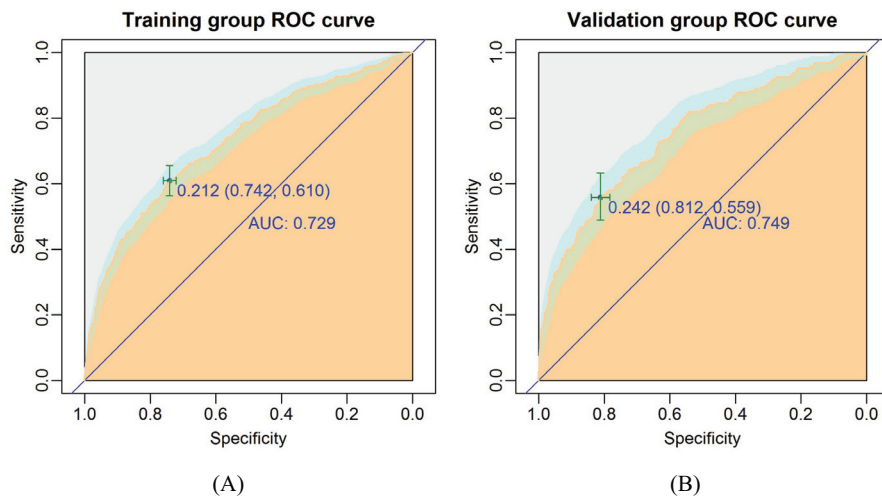 Training group ROC curve
Sensitivity
1.0
0.8
0.6
0.4
0.2
0.0
0.212 (0.742, 0.610)
AUC: 0.729
1.0 0.8 0.6 0.4 0.2 0.0
Specificity
(A)
Validation group ROC curve
Sensitivity
1.0
0.8
0.6
0.4
0.2
0.0
0.242 (0.812, 0.559)
AUC: 0.749
1.0 0.8 0.6 0.4 0.2 0.0
Specificity
(B)